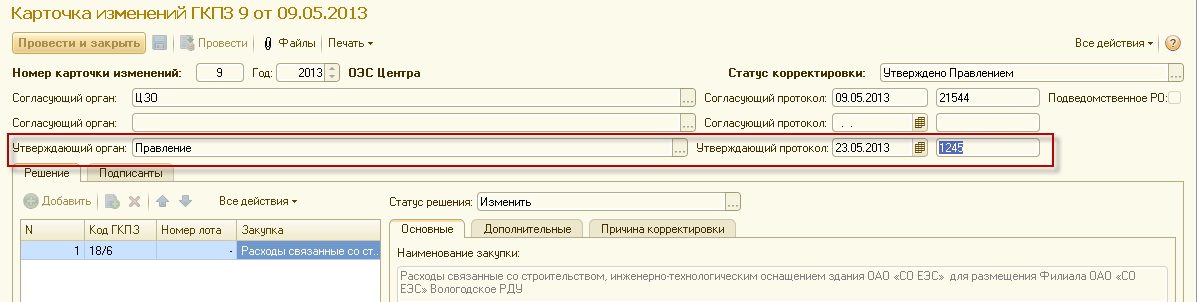 Карточка изменений ГКПЗ 9 от 09.05.2013
Провести и закрыть Провести Файлы Печать Все действия ?
Номер карточки изменений: 9 Год: 2013 ОЭС Центра Статус корректировки: Утверждено Правлением ...
Согласующий орган: ЦЗО ... Согласующий протокол: 09.05.2013 21544 Подведомственное РО:
Согласующий орган: ... Согласующий протокол: . .
Утверждающий орган: Правление ... Утверждающий протокол: 23.05.2013 1245
Решение Подписанты
Добавить Все действия Статус решения: Изменить ...
N Код ГКПЗ Номер лота Закупка Основные Дополнительные Причина корректировки
1 18/6 - Расходы связанные со ст...
Наименование закупки:
Расходы связанные со строительством, инженерно-технологическим оснащением здания ОАО «СО ЕЭС» для размещения Филиала ОАО «СО
ЕЭС» Вологодское РДУ